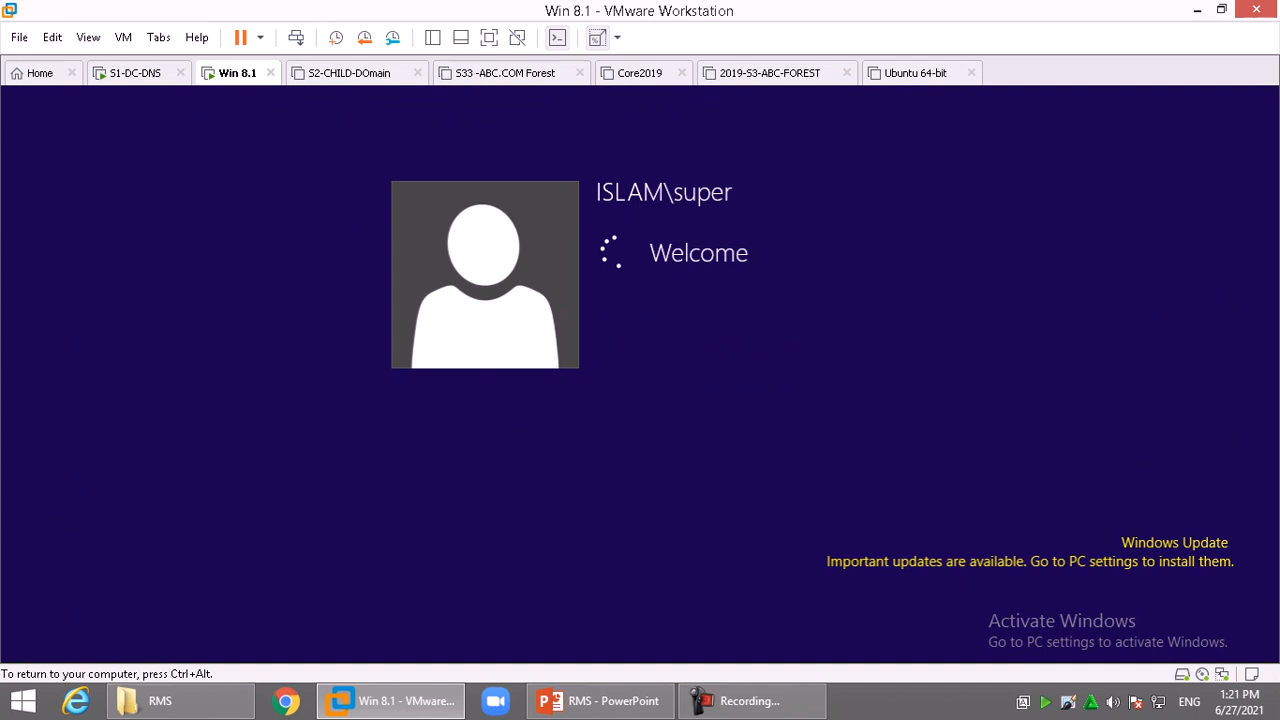 Win 8.1 - VMware Workstation
File Edit View VM Tabs Help
Home S1-DC-DNS Win 8.1 S2-CHILD-DOmain S33 -ABC.COM Forest Core2019 2019-S3-ABC-FOREST Ubuntu 64-bit
ISLAM\super
Welcome
Windows Update
Important updates are available. Go to PC settings to install them.
Activate Windows
Go to PC settings to activate Windows.
To return to your computer, press Ctrl+Alt.
RMS Win 8.1 - VMware... RMS - PowerPoint Recording... ENG
1:21 PM
6/27/2021